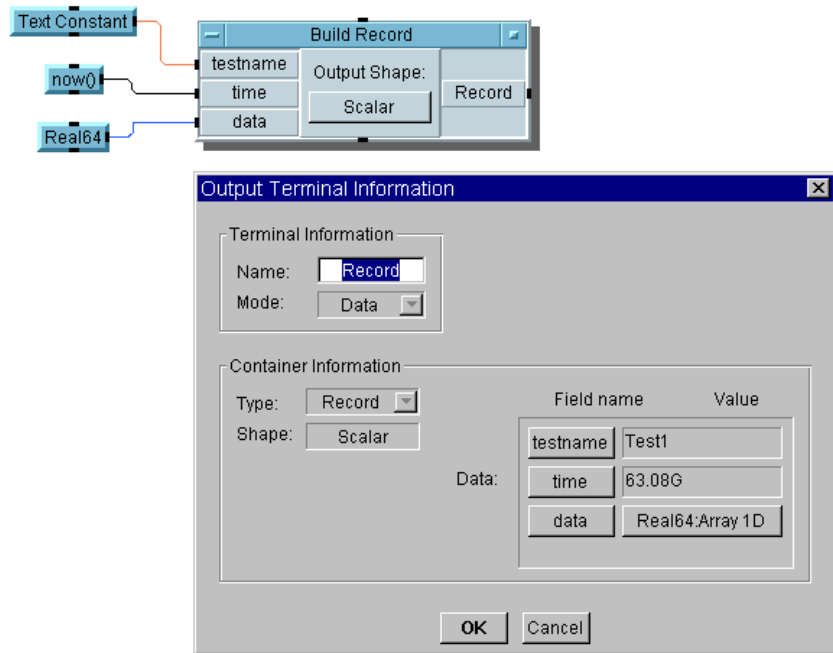 Text Constant
Build Record
testname
Output Shape:
now()
time
Scalar
Record
data
Real64
Output Terminal Information
Terminal Information
Name: Record
Mode: Data
Container Information
Type: Record
Field name Value
Shape: Scalar
testname Test1
Data:
time 63.08G
data Real64:Array 1D
OK Cancel